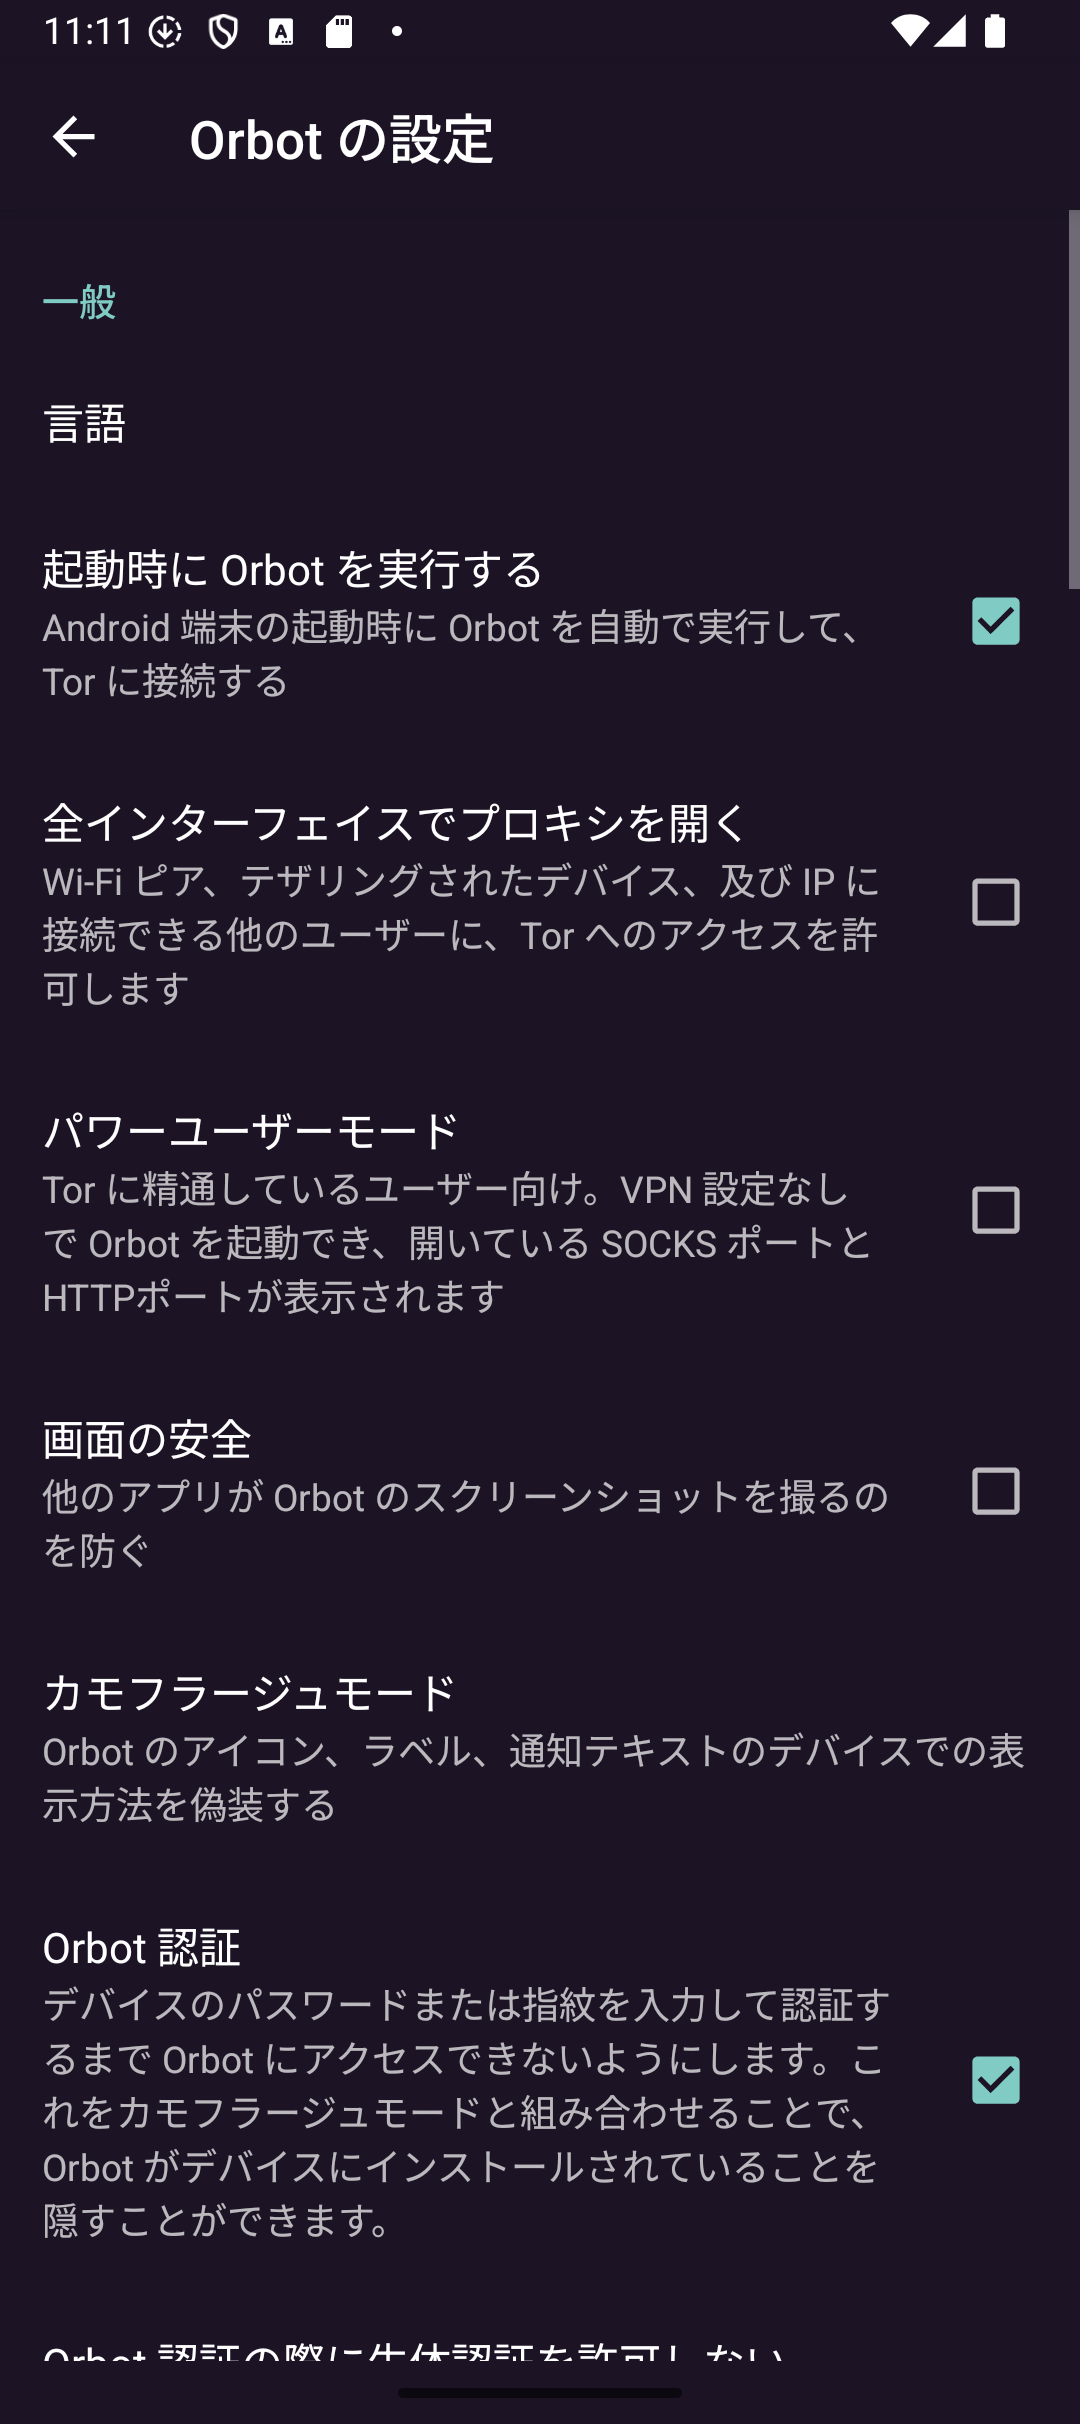 11:11
Orbot の設定
一般
言語
起動時に Orbot を実行する
Android 端末の起動時に Orbot を自動で実行して、
Tor に接続する
全インターフェイスでプロキシを開く
Wi-Fi ピア、テザリングされたデバイス、及び IP に
接続できる他のユーザーに、Tor へのアクセスを許
可します
パワーユーザーモード
Tor に精通しているユーザー向け。VPN 設定なし
で Orbot を起動でき、開いている SOCKS ポートと
HTTPポートが表示されます
画面の安全
他のアプリが Orbot のスクリーンショットを撮るの
を防ぐ
カモフラージュモード
Orbot のアイコン、ラベル、通知テキストのデバイスでの表
示方法を偽装する
Orbot 認証
デバイスのパスワードまたは指紋を入力して認証す
るまで Orbot にアクセスできないようにします。こ
れをカモフラージュモードと組み合わせることで、
Orbot がデバイスにインストールされていることを
隠すことができます。
Orbot 認証の際に生体認証を許可しない